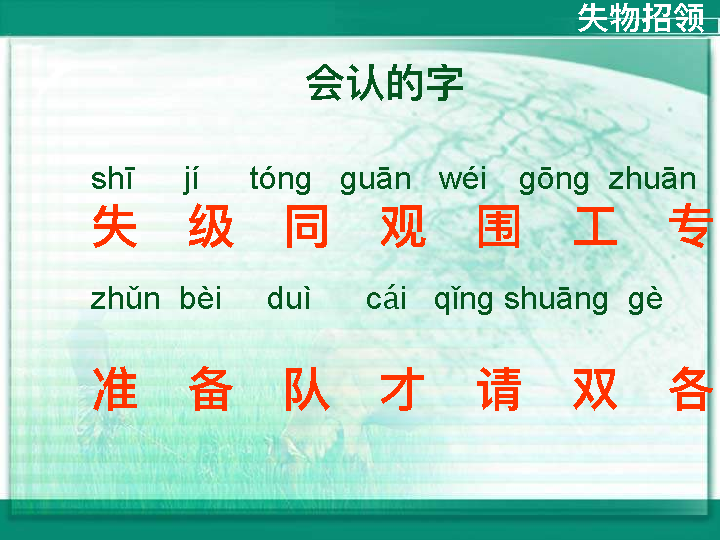 失物招领
会认的字
shī jí tóng guān wéi gōng zhuān
失 级 同 观 围 工 专
zhǔn bèi duì cái qǐng shuāng gè
准 备 队 才 请 双 各